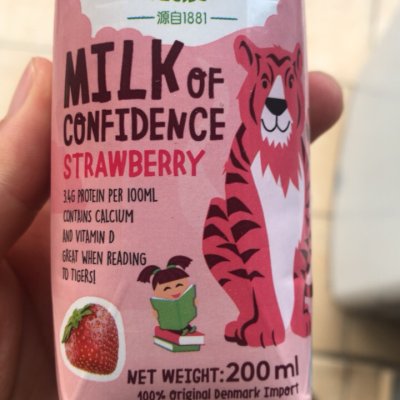 源自1881
MILK OF
CONFIDENCE
STRAWBERRY
3.4G PROTEIN PER 100ML
CONTAINS CALCIUM
AND VITAMIN D
GREAT WHEN READING
TO TIGERS!
NET WEIGHT: 200 ml
100% Original Denmark Import